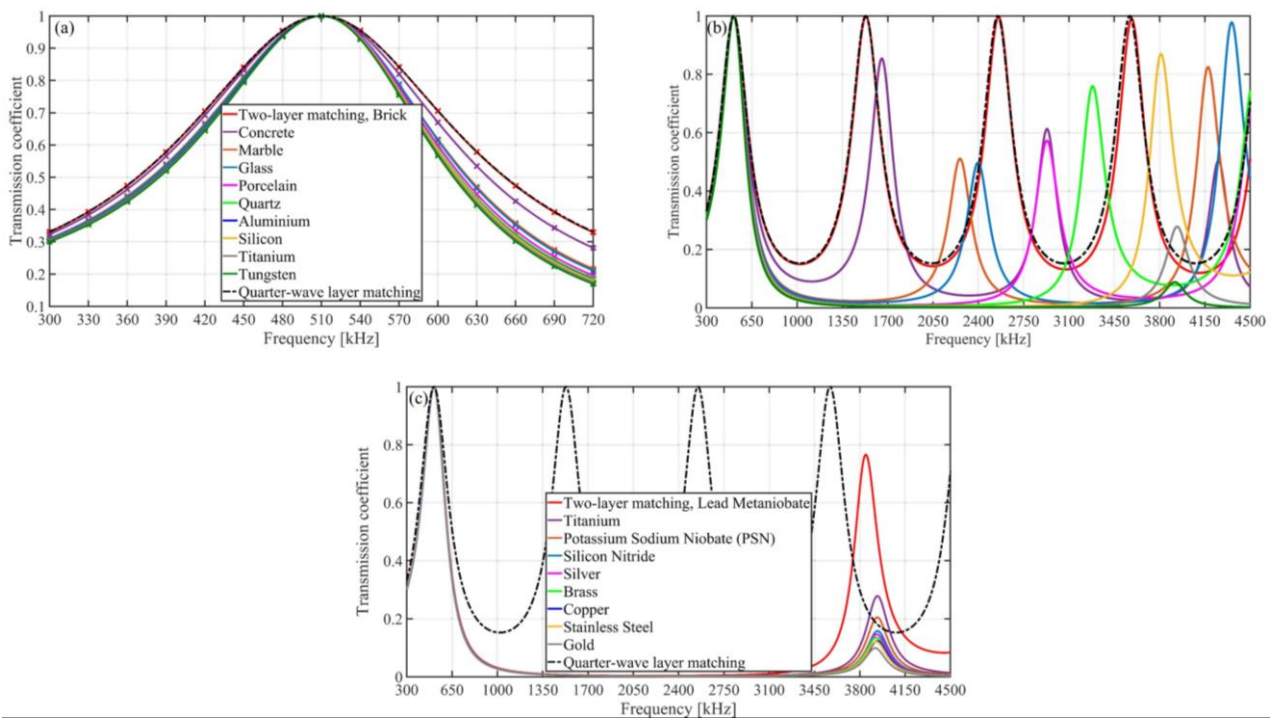 (a)
Transmission coefficient
1
0.9
0.8
0.7
0.6
0.5
0.4
0.3
0.2
0.1
Two-layer matching, Brick
Concrete
Marble
Glass
Porcelain
Quartz
Aluminium
Silicon
Titanium
Tungsten
Quarter-wave layer matching
300 330 360 390 420 450 480 510 540 570 600 630 660 690 720
Frequency [kHz]
(b)
Transmission coefficient
1
0.8
0.6
0.4
0.2
0
300 650 1000 1350 1700 2050 2400 2750 3100 3450 3800 4150 4500
Frequency [kHz]
(c)
Transmission coefficient
1
0.8
0.6
0.4
0.2
0
Two-layer matching, Lead Metaniobate
Titanium
Potassium Sodium Niobate (PSN)
Silicon Nitride
Silver
Brass
Copper
Stainless Steel
Gold
Quarter-wave layer matching
300 650 1000 1350 1700 2050 2400 2750 3100 3450 3800 4150 4500
Frequency [kHz]